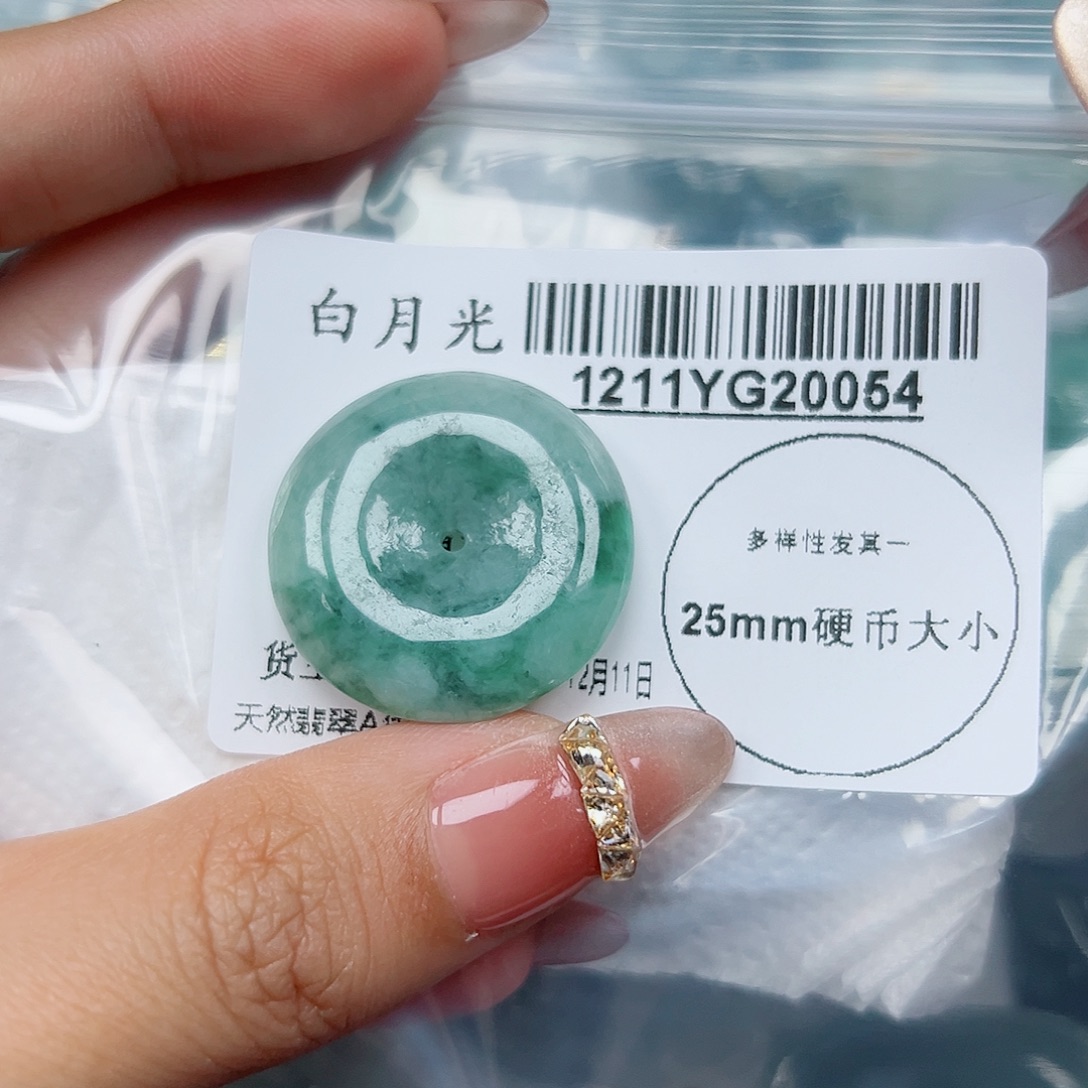 白月光
1211YG20054
多样性发其一
25mm硬币大小
货
12月11日
天然翡翠A